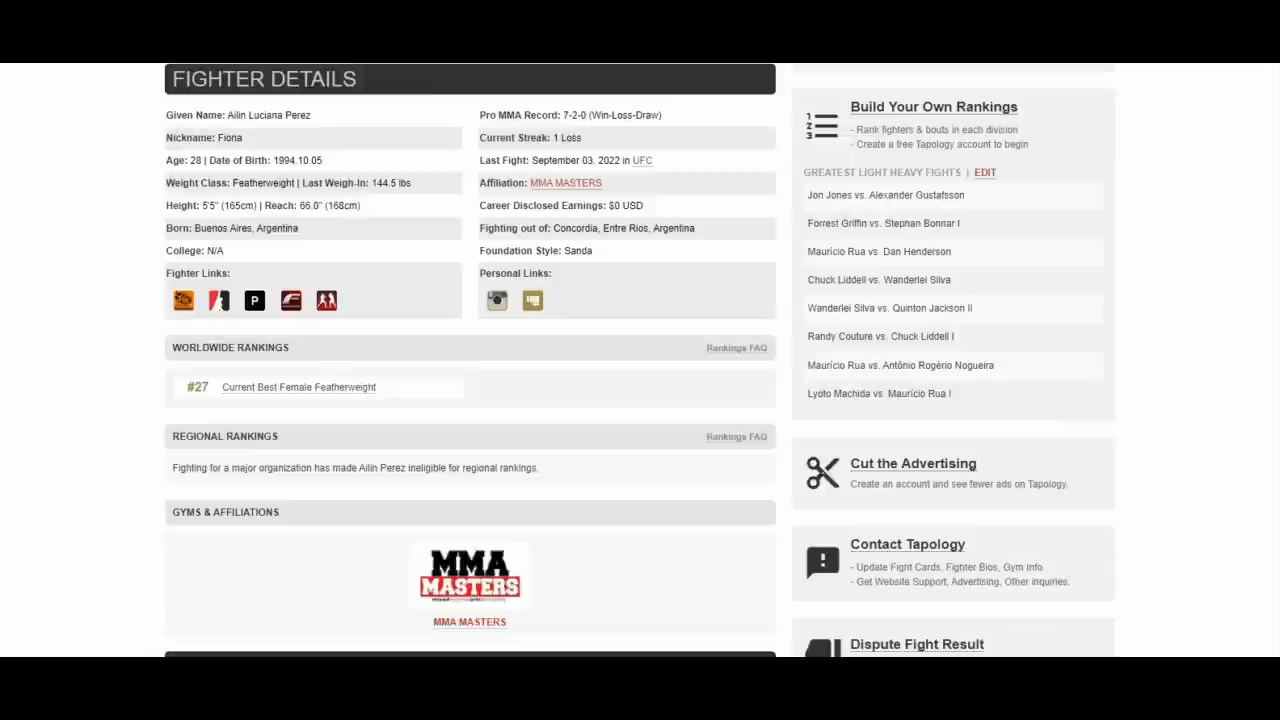 FIGHTER DETAILS
Given Name: Ailin Luciana Perez
Nickname: Fiona
Age: 28 | Date of Birth: 1994.10.05
Weight Class: Featherweight | Last Weigh-In: 144.5 lbs
Height: 5'5" (165cm) | Reach: 66.0" (168cm)
Born: Buenos Aires, Argentina
College: N/A
Fighter Links:
P
Pro MMA Record: 7-2-0 (Win-Loss-Draw)
Current Streak: 1 Loss
Last Fight: September 03, 2022 in UFC
Affiliation: MMA MASTERS
Career Disclosed Earnings: $0 USD
Fighting out of: Concordia, Entre Rios, Argentina
Foundation Style: Sanda
Personal Links:
WORLDWIDE RANKINGS
Rankings FAQ
#27 Current Best Female Featherweight
REGIONAL RANKINGS
Rankings FAQ
Fighting for a major organization has made Ailin Perez ineligible for regional rankings.
GYMS & AFFILIATIONS
MMA
MASTERS
MMA MASTERS
1
2
3
Build Your Own Rankings
- Rank fighters & bouts in each division
- Create a free Tapology account to begin
GREATEST LIGHT HEAVY FIGHTS | EDIT
Jon Jones vs. Alexander Gustafsson
Forrest Griffin vs. Stephan Bonnar I
Maurício Rua vs. Dan Henderson
Chuck Liddell vs. Wanderlei Silva
Wanderlei Silva vs. Quinton Jackson II
Randy Couture vs. Chuck Liddell I
Maurício Rua vs. Antônio Rogério Nogueira
Lyoto Machida vs. Maurício Rua I
Cut the Advertising
Create an account and see fewer ads on Tapology.
Contact Tapology
- Update Fight Cards, Fighter Bios, Gym Info.
- Get Website Support, Advertising, Other inquiries.
Dispute Fight Result